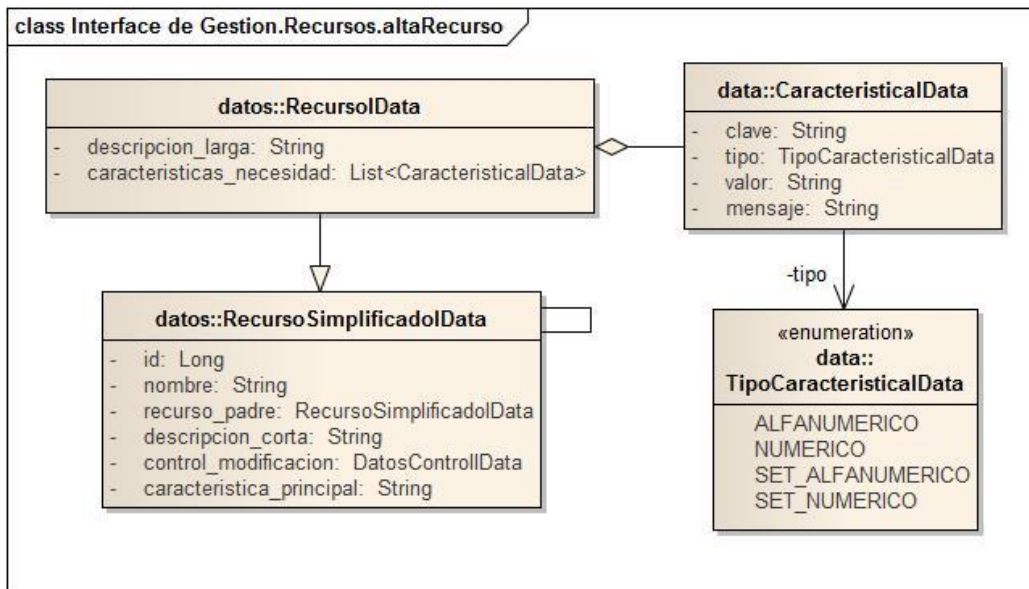 class Interface de Gestion.Recursos.altaRecurso
datos::RecursoIData
- descripcion_larga: String
- caracteristicas_necesidad: List<CaracteristicaIData>
data::CaracteristicaIData
- clave: String
- tipo: TipoCaracteristicaIData
- valor: String
- mensaje: String
-tipo
datos::RecursoSimplificadoIData
- id: Long
- nombre: String
- recurso_padre: RecursoSimplificadoIData
- descripcion_corta: String
- control_modificacion: DatosControlIData
- caracteristica_principal: String
«enumeration»
data::
TipoCaracteristicaIData
ALFANUMERICO
NUMERICO
SET_ALFANUMERICO
SET_NUMERICO